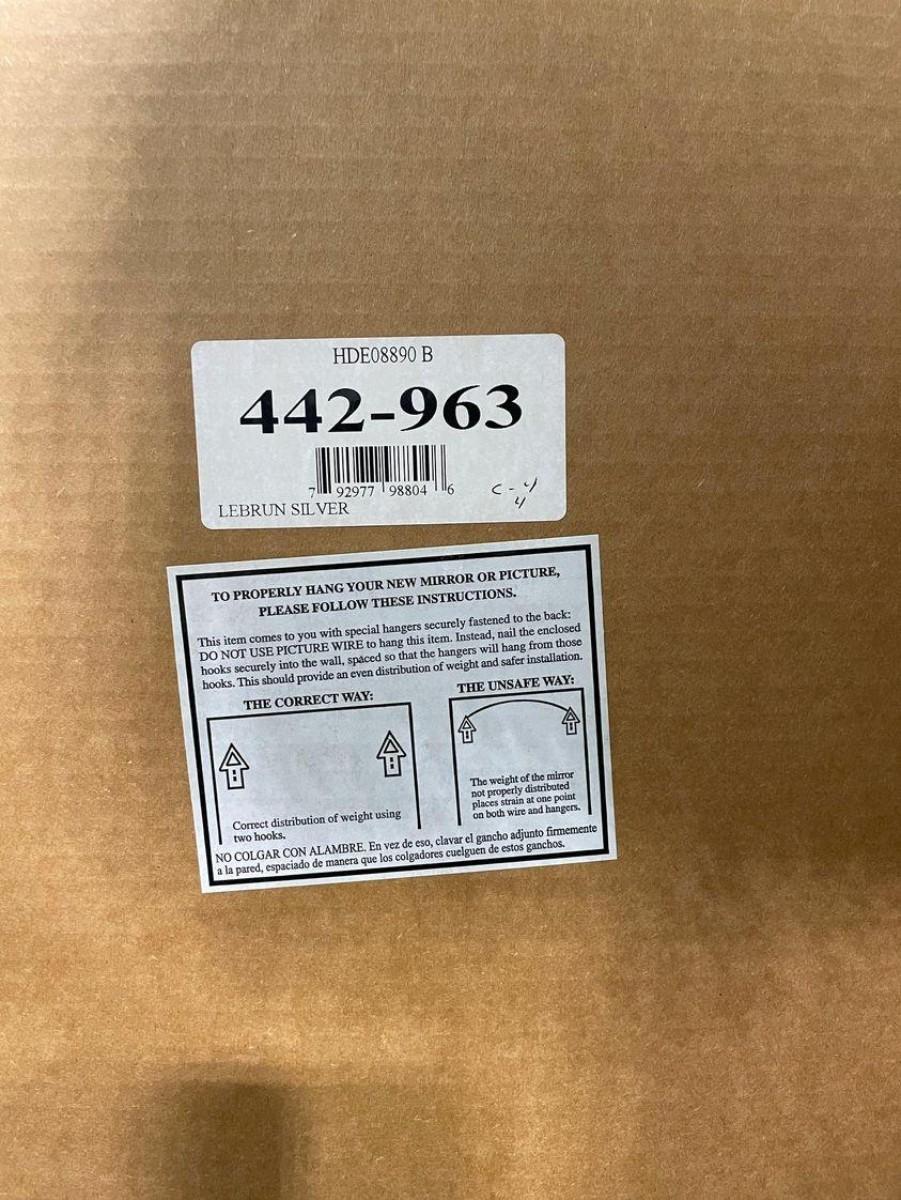 HDE08890 B
442-963
7 92977 98804 6
C-4
4
LEBRUN SILVER
TO PROPERLY HANG YOUR NEW MIRROR OR PICTURE,
PLEASE FOLLOW THESE INSTRUCTIONS.
This item comes to you with special hangers securely fastened to the back:
DO NOT USE PICTURE WIRE to hang this item. Instead, nail the enclosed
hooks securely into the wall, spaced so that the hangers will hang from those
hooks. This should provide an even distribution of weight and safer installation.
THE CORRECT WAY:
Correct distribution of weight using
two hooks.
THE UNSAFE WAY:
The weight of the mirror
not properly distributed
places strain at one point
on both wire and hangers.
NO COLGAR CON ALAMBRE. En vez de eso, clavar el gancho adjunto firmemente
a la pared, espaciado de manera que los colgadores cuelguen de estos ganchos.